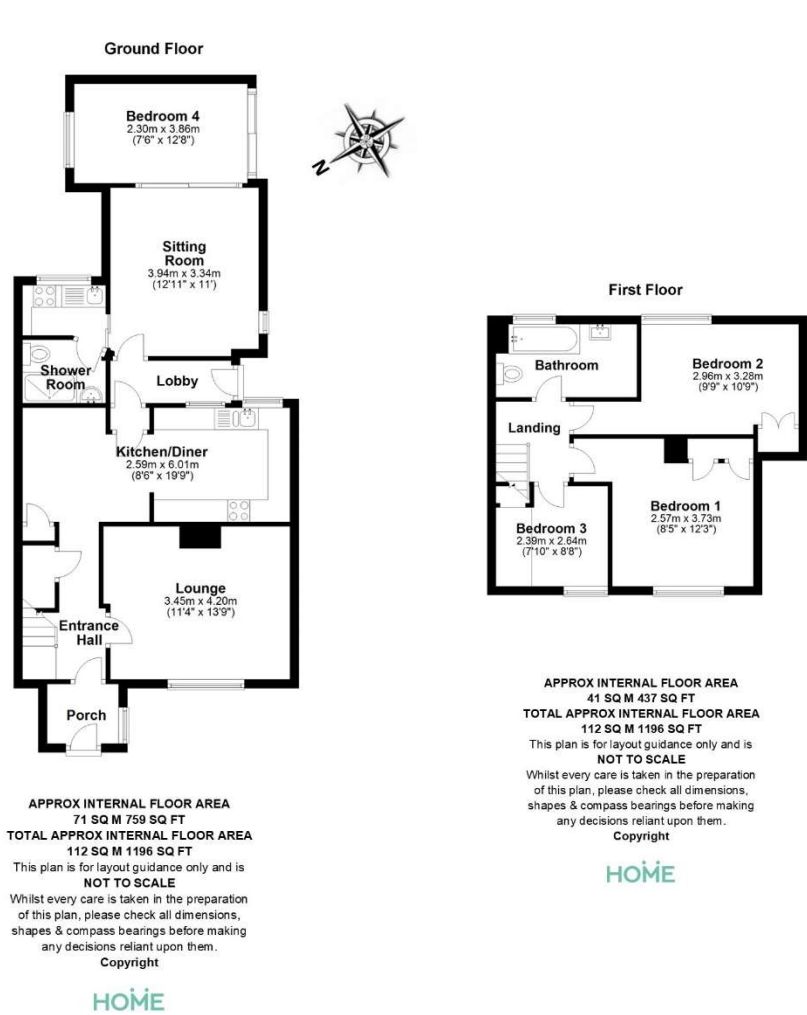 Ground Floor
Bedroom 4
2.30m x 3.86m
(7'6" x 12'8")
N
Sitting
Room
3.94m x 3.34m
(12'11" x 11')
Shower
Room
Lobby
Kitchen/Diner
2.59m x 6.01m
(8'6" x 19'9")
Lounge
3.45m x 4.20m
(11'4" x 13'9")
Entrance
Hall
Porch
APPROX INTERNAL FLOOR AREA
71 SQ M 759 SQ FT
TOTAL APPROX INTERNAL FLOOR AREA
112 SQ M 1196 SQ FT
This plan is for layout guidance only and is
NOT TO SCALE
Whilst every care is taken in the preparation
of this plan, please check all dimensions,
shapes & compass bearings before making
any decisions reliant upon them.
Copyright
HOME
First Floor
Bathroom
Bedroom 2
2.96m x 3.28m
(9'9" x 10'9")
Landing
Bedroom 1
2.57m x 3.73m
(8'5" x 12'3")
Bedroom 3
2.39m x 2.64m
(7'10" x 8'8")
APPROX INTERNAL FLOOR AREA
41 SQ M 437 SQ FT
TOTAL APPROX INTERNAL FLOOR AREA
112 SQ M 1196 SQ FT
This plan is for layout guidance only and is
NOT TO SCALE
Whilst every care is taken in the preparation
of this plan, please check all dimensions,
shapes & compass bearings before making
any decisions reliant upon them.
Copyright
HOME